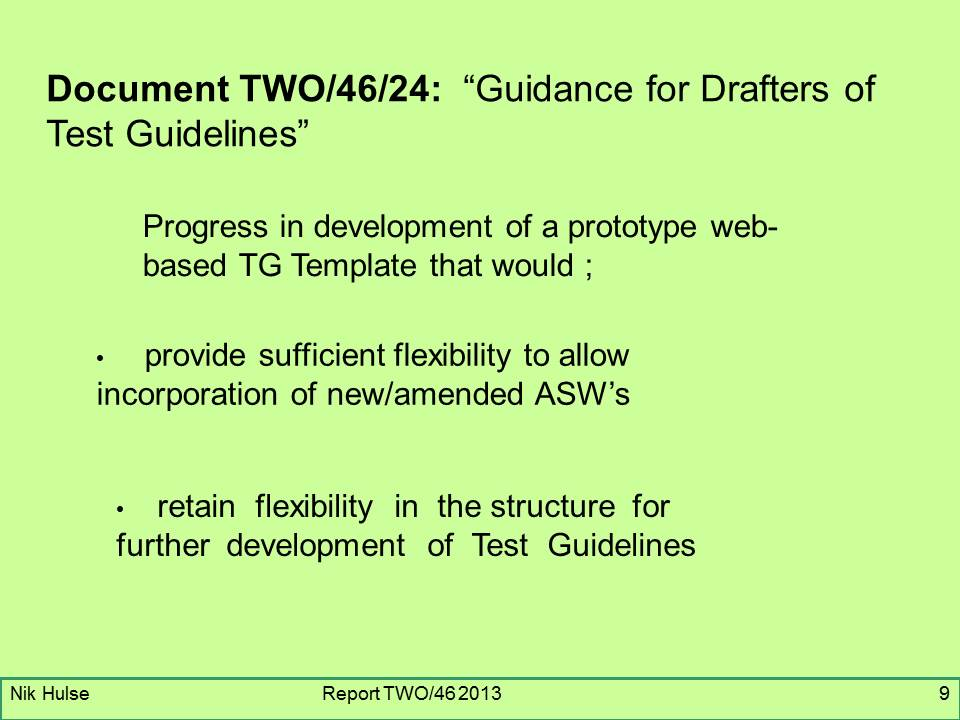 Document TWO/46/24: “Guidance for Drafters of
Test Guidelines”
Progress in development of a prototype web-
based TG Template that would ;
• provide sufficient flexibility to allow
incorporation of new/amended ASW’s
• retain flexibility in the structure for
further development of Test Guidelines
Nik Hulse Report TWO/46 2013 9